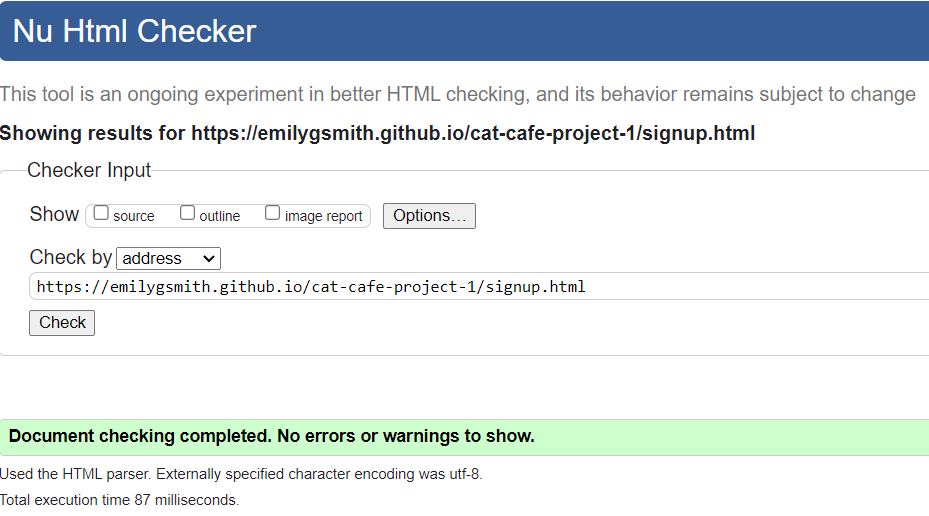 Nu Html Checker
This tool is an ongoing experiment in better HTML checking, and its behavior remains subject to change
Showing results for https://emilygsmith.github.io/cat-cafe-project-1/signup.html
Checker Input
Show source outline image report Options...
Check by address
https://emilygsmith.github.io/cat-cafe-project-1/signup.html
Check
Document checking completed. No errors or warnings to show.
Used the HTML parser. Externally specified character encoding was utf-8.
Total execution time 87 milliseconds.